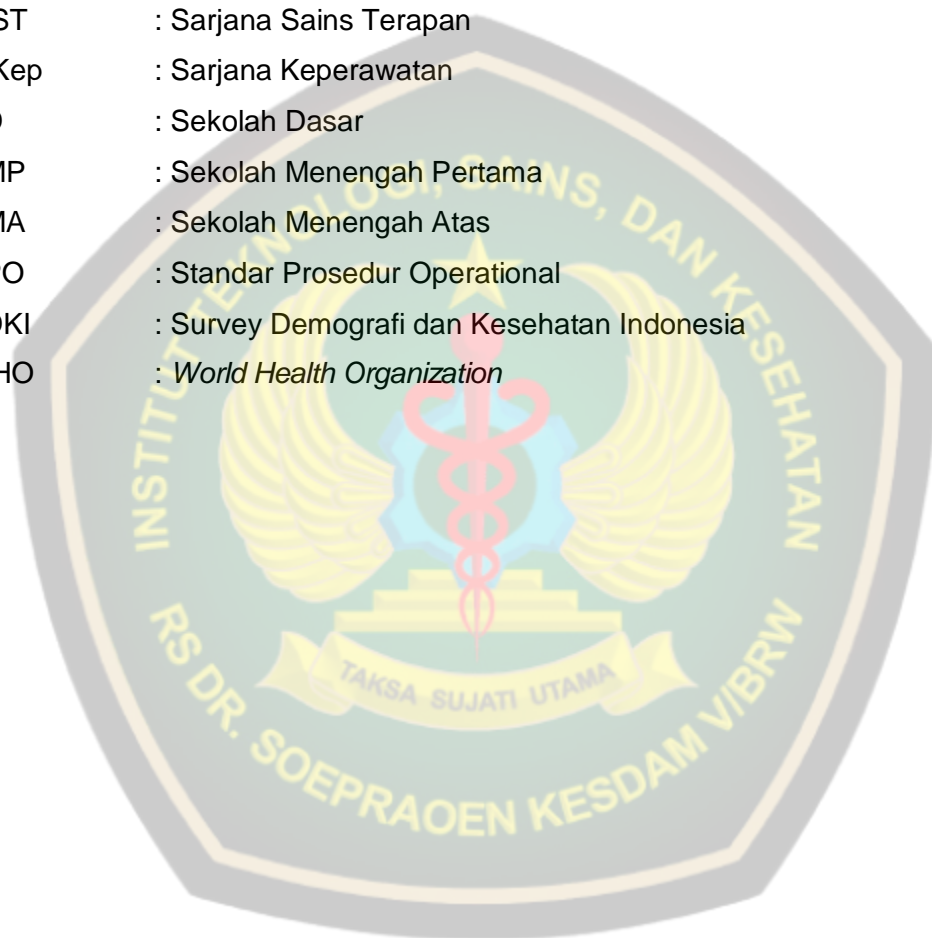 ST : Sarjana Sains Terapan
Kep : Sarjana Keperawatan
: Sekolah Dasar
MP : Sekolah Menengah Pertama
MA : Sekolah Menengah Atas
PO : Standar Prosedur Operational
DKI : Survey Demografi dan Kesehatan Indonesia
HO : World Health Organization
INSTITUT TEKNOLOGI, SAINS, DAN KESEHATAN
TAKSA SUJATI UTAMA
RS DR. SOEPRAOEN KESDAM V/BRW